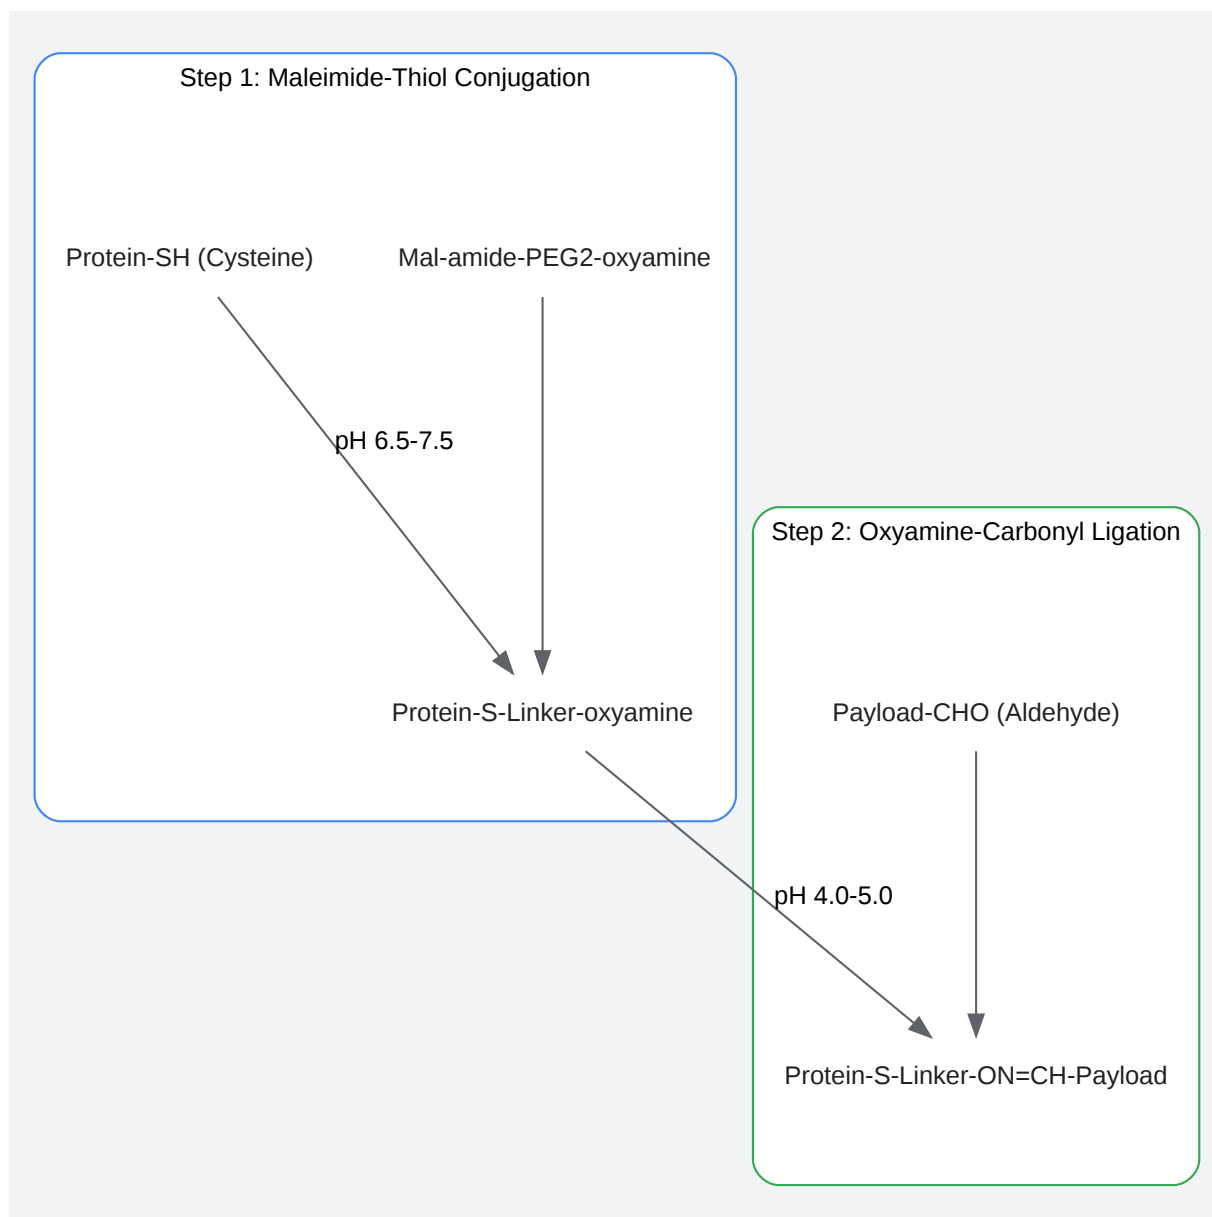 Step 1: Maleimide-Thiol Conjugation
Protein-SH (Cysteine)
Mal-amide-PEG2-oxyamine
pH 6.5-7.5
Protein-S-Linker-oxyamine
Step 2: Oxyamine-Carbonyl Ligation
Payload-CHO (Aldehyde)
pH 4.0-5.0
Protein-S-Linker-ON=CH-Payload